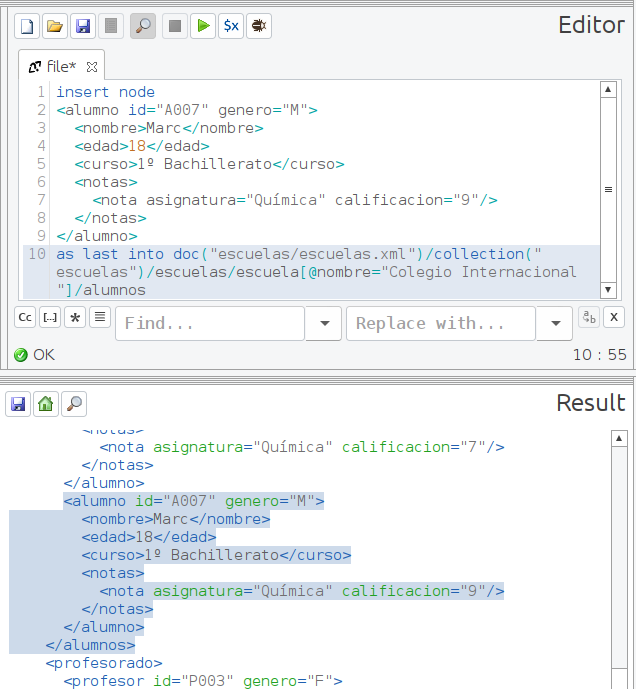 Editor
$x
file*
1 insert node
2 <alumno id="A007" genero="M">
3 <nombre>Marc</nombre>
4 <edad>18</edad>
5 <curso>1º Bachillerato</curso>
6 <notas>
7 <nota asignatura="Química" calificacion="9"/>
8 </notas>
9 </alumno>
10 as last into doc("escuelas/escuelas.xml")/collection("
escuelas")/escuelas/escuela[@nombre="Colegio Internacional
"]/alumnos
Cc [..] * Find... Replace with... a b X
OK 10 : 55
Result
<notas>
<nota asignatura="Química" calificacion="7"/>
</notas>
</alumno>
<alumno id="A007" genero="M">
<nombre>Marc</nombre>
<edad>18</edad>
<curso>1º Bachillerato</curso>
<notas>
<nota asignatura="Química" calificacion="9"/>
</notas>
</alumno>
</alumnos>
<profesorado>
<profesor id="P003" genero="F">